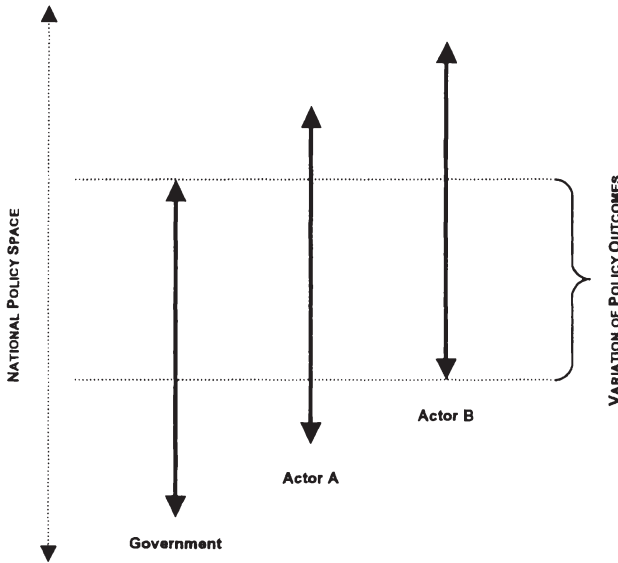 NATIONAL POLICY SPACE
Government
Actor A
Actor B
VARIATION OF POLICY OUTCOMES